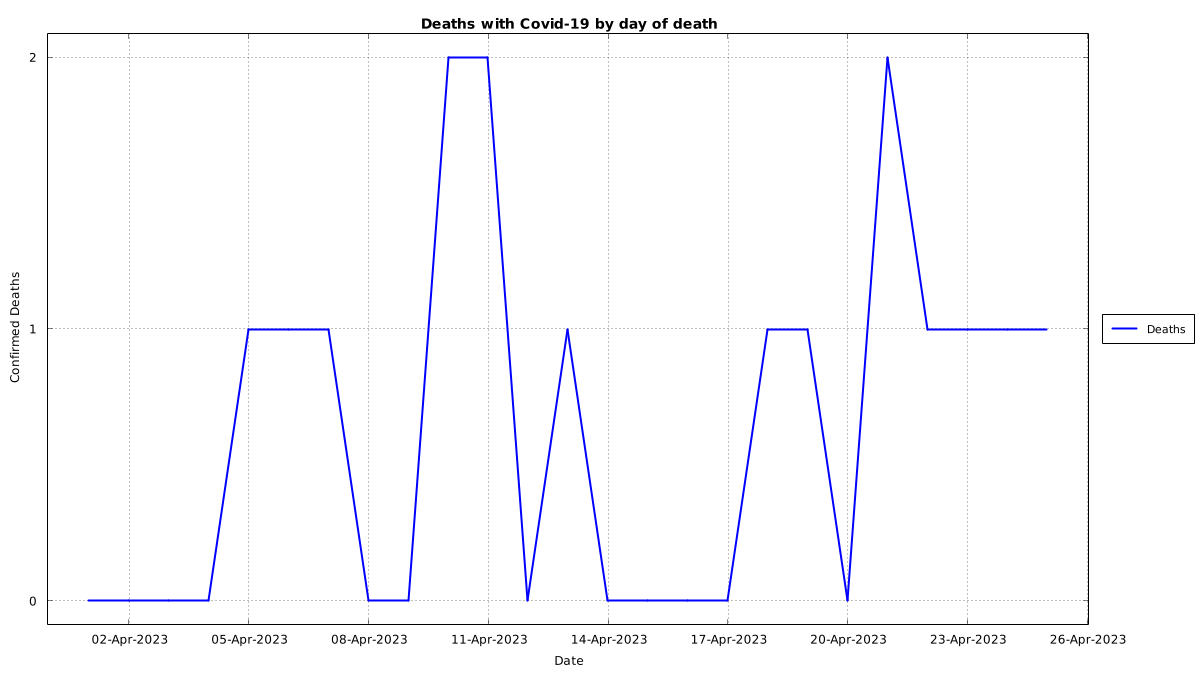 Deaths with Covid-19 by day of death
2
1
0
Confirmed Deaths
Deaths
02-Apr-2023 05-Apr-2023 08-Apr-2023 11-Apr-2023 14-Apr-2023 17-Apr-2023 20-Apr-2023 23-Apr-2023 26-Apr-2023
Date